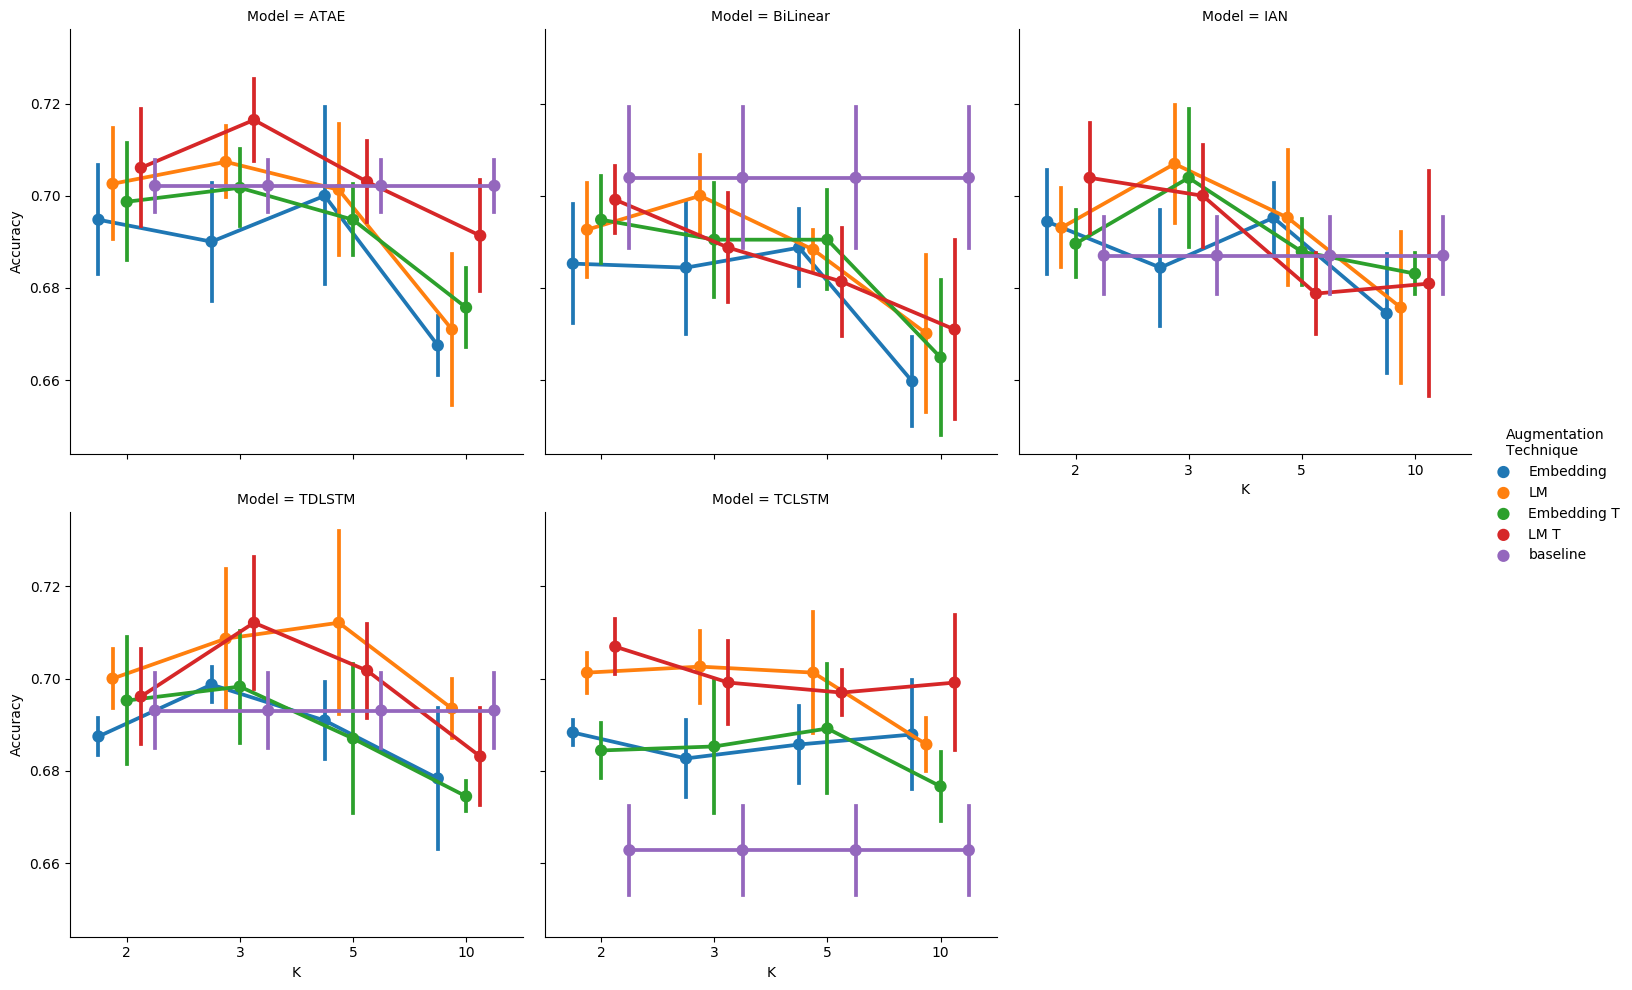 Model = ATAE
Model = BiLinear
Model = IAN
0.72
0.70
0.68
0.66
Accuracy
2
3
5
10
K
Model = TDLSTM
Model = TCLSTM
0.72
0.70
0.68
0.66
Accuracy
2
3
5
10
K
2
3
5
10
K
Augmentation
Technique
Embedding
LM
Embedding T
LM T
baseline